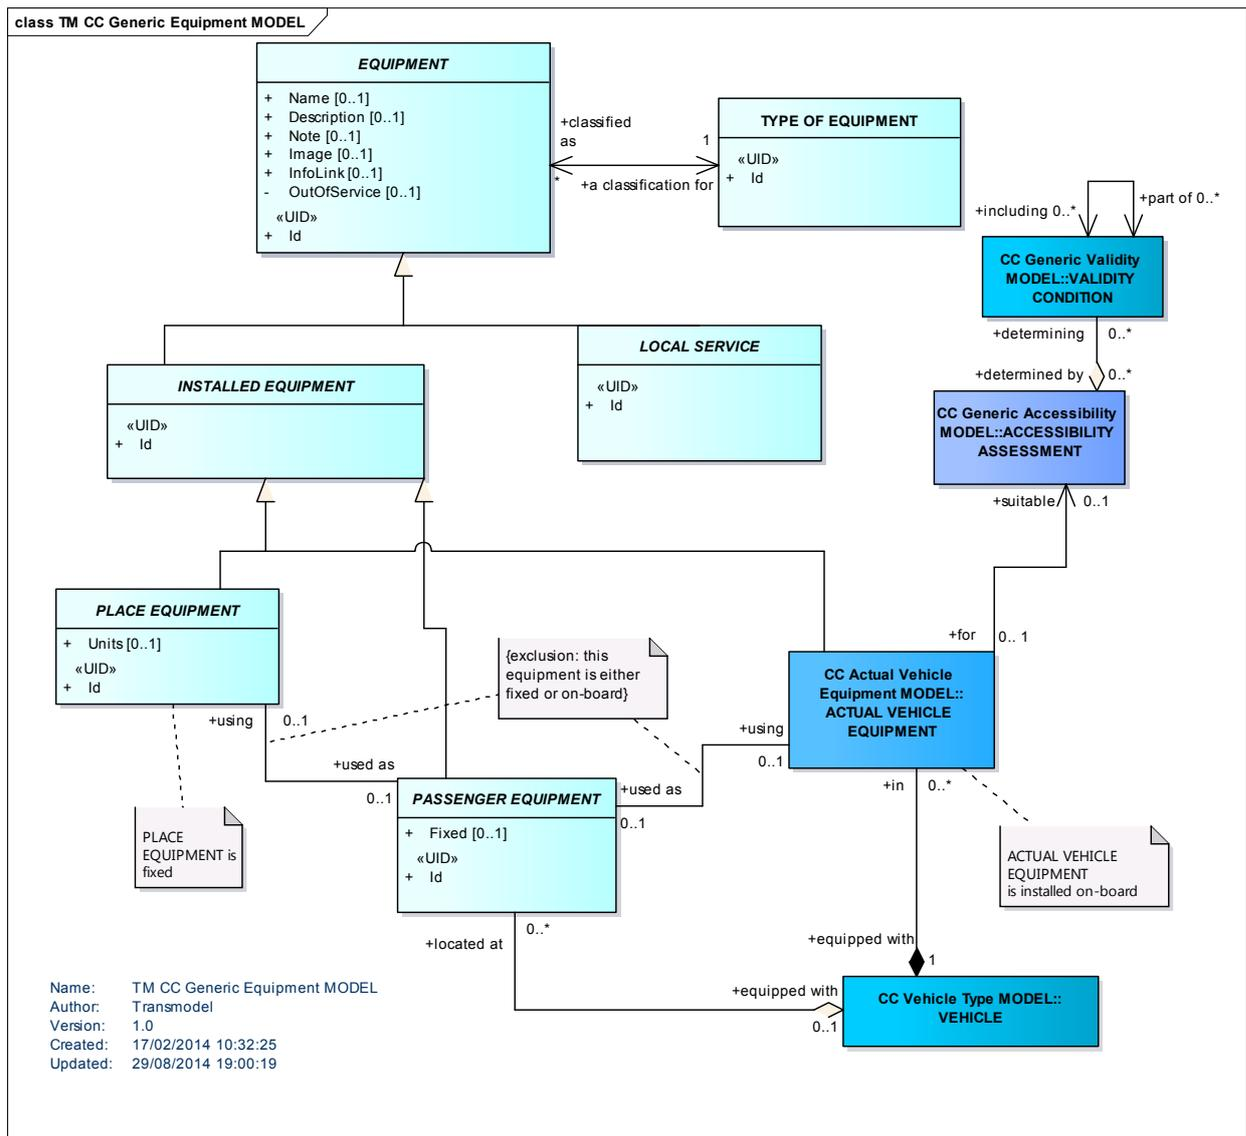 class TM CC Generic Equipment MODEL
EQUIPMENT
+ Name [0..1]
+ Description [0..1]
+ Note [0..1]
+ Image [0..1]
+ InfoLink [0..1]
- OutOfService [0..1]
«UID»
+ Id
+classified
as
*
1
+a classification for
TYPE OF EQUIPMENT
«UID»
+ Id
+including 0..*
+part of 0..*
CC Generic Validity
MODEL::VALIDITY
CONDITION
+determining 0..*
+determined by 0..*
CC Generic Accessibility
MODEL::ACCESSIBILITY
ASSESSMENT
+suitable 0..1
LOCAL SERVICE
«UID»
+ Id
INSTALLED EQUIPMENT
«UID»
+ Id
PLACE EQUIPMENT
+ Units [0..1]
«UID»
+ Id
{exclusion: this
equipment is either
fixed or on-board}
+for 0.. 1
CC Actual Vehicle
Equipment MODEL::
ACTUAL VEHICLE
EQUIPMENT
+using 0..1
+used as
0..1
+using
0..1
+used as
0..1
+in 0..*
PASSENGER EQUIPMENT
+ Fixed [0..1]
«UID»
+ Id
PLACE
EQUIPMENT is
fixed
ACTUAL VEHICLE
EQUIPMENT
is installed on-board
+located at 0..*
+equipped with
1
+equipped with
0..1
CC Vehicle Type MODEL::
VEHICLE
Name: TM CC Generic Equipment MODEL
Author: Transmodel
Version: 1.0
Created: 17/02/2014 10:32:25
Updated: 29/08/2014 19:00:19